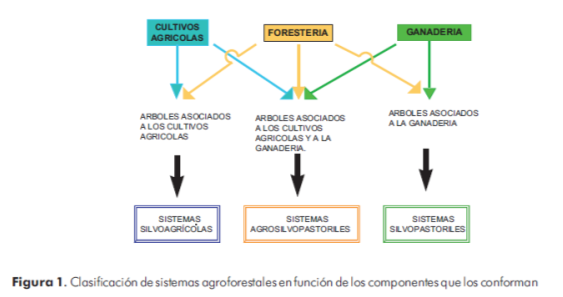 CULTIVOS
AGRICOLAS
FORESTERIA
GANADERIA
ARBOLES ASOCIADOS
A LOS CULTIVOS
AGRICOLAS
ARBOLES ASOCIADOS
A LOS CULTIVOS
AGRICOLAS Y A LA
GANADERIA.
ARBOLES ASOCIADOS
A LA GANADERIA
SISTEMAS
SILVOAGRÍCOLAS
SISTEMAS
AGROSILVOPASTORILES
SISTEMAS
SILVOPASTORILES
Figura 1. Clasificación de sistemas agroforestales en función de los componentes que los conforman